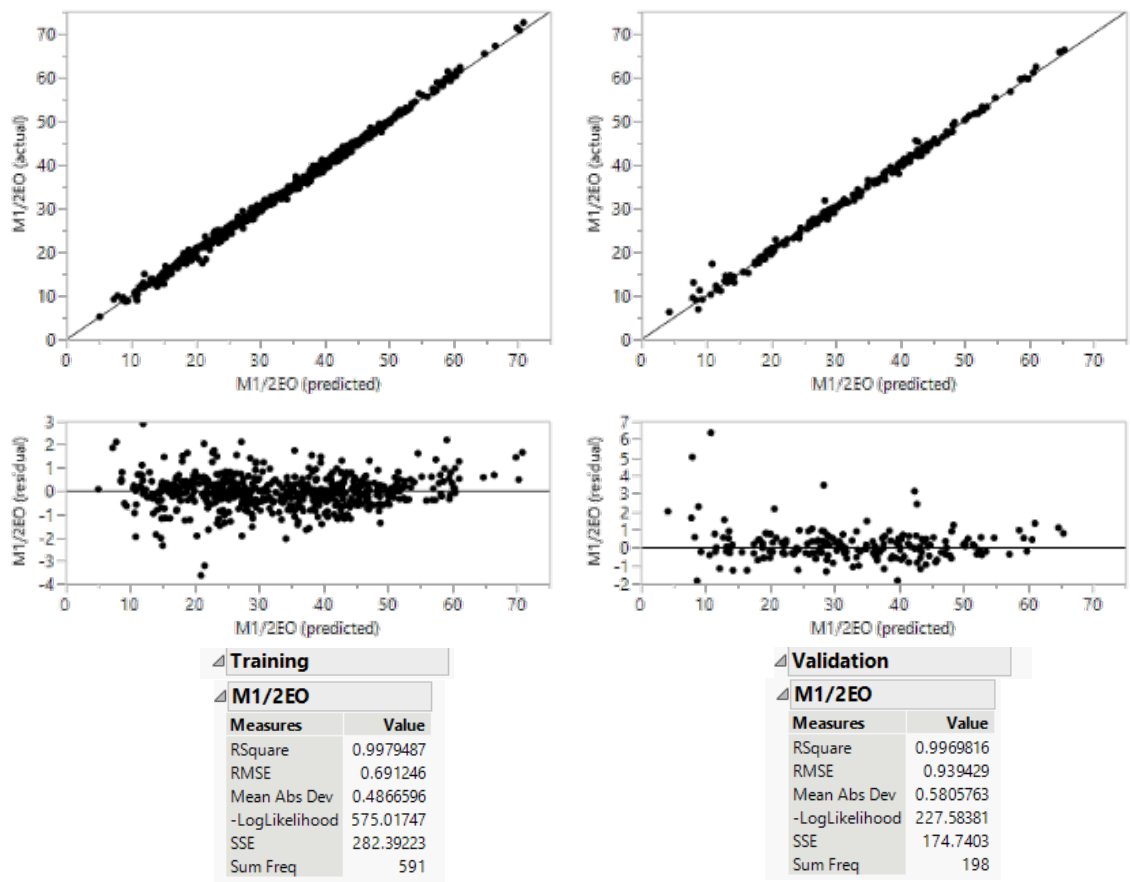 70
60
50
40
30
20
10
0
M1/2EO (actual)
0 10 20 30 40 50 60 70
M1/2EO (predicted)
70
60
50
40
30
20
10
0
M1/2EO (actual)
0 10 20 30 40 50 60 70
M1/2EO (predicted)
3
2
1
0
-1
-2
-3
-4
M1/2EO (residual)
0 10 20 30 40 50 60 70
M1/2EO (predicted)
7
6
5
4
3
2
1
0
-1
-2
M1/2EO (residual)
0 10 20 30 40 50 60 70
M1/2EO (predicted)
Training
M1/2EO
Measures Value
RSquare 0.9979487
RMSE 0.691246
Mean Abs Dev 0.4866596
-LogLikelihood 575.01747
SSE 282.39223
Sum Freq 591
Validation
M1/2EO
Measures Value
RSquare 0.9969816
RMSE 0.939429
Mean Abs Dev 0.5805763
-LogLikelihood 227.58381
SSE 174.7403
Sum Freq 198